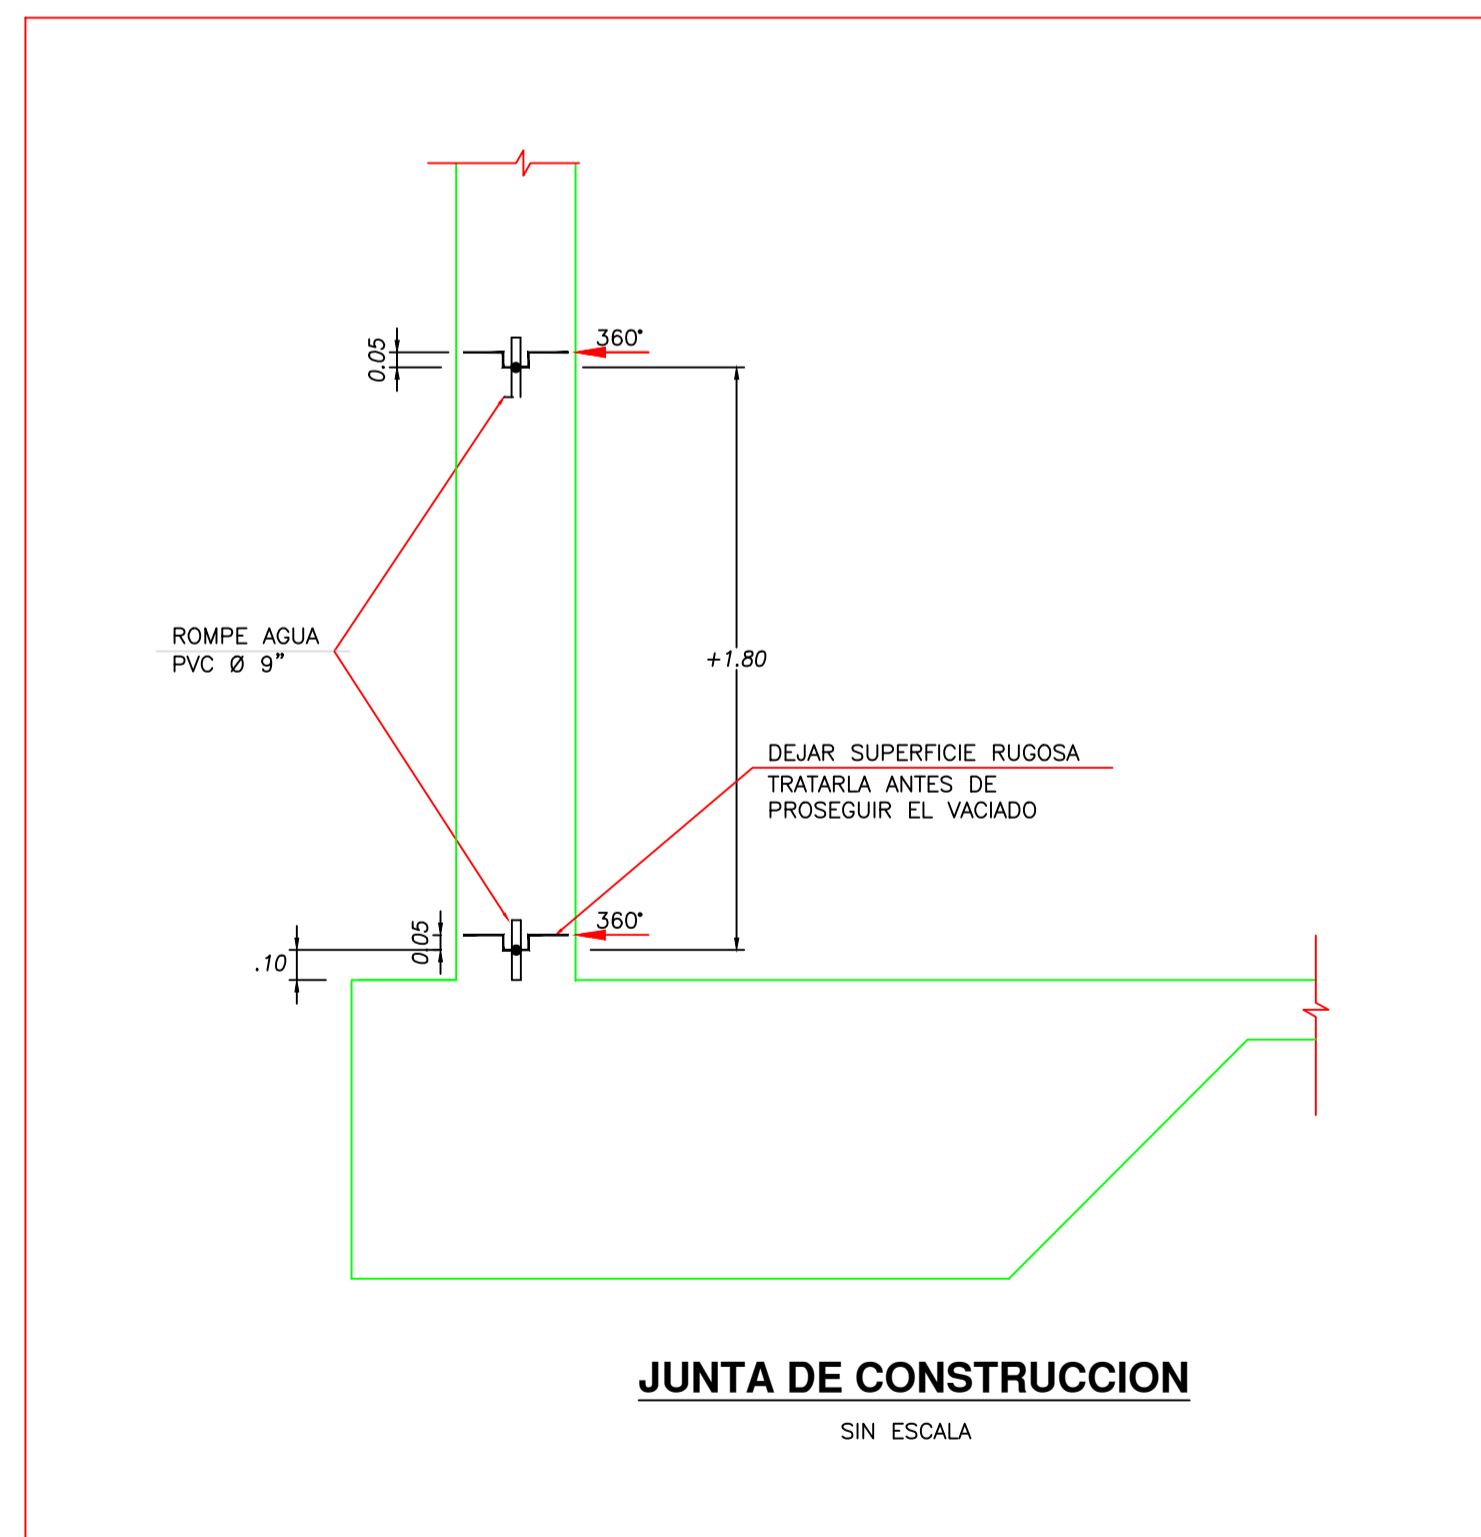 360°
0.05
ROMPE AGUA
PVC Ø 9"
+1.80
DEJAR SUPERFICIE RUGOSA
TRATARLA ANTES DE
PROSEGUIR EL VACIADO
360°
0.05
.10
JUNTA DE CONSTRUCCION
SIN ESCALA